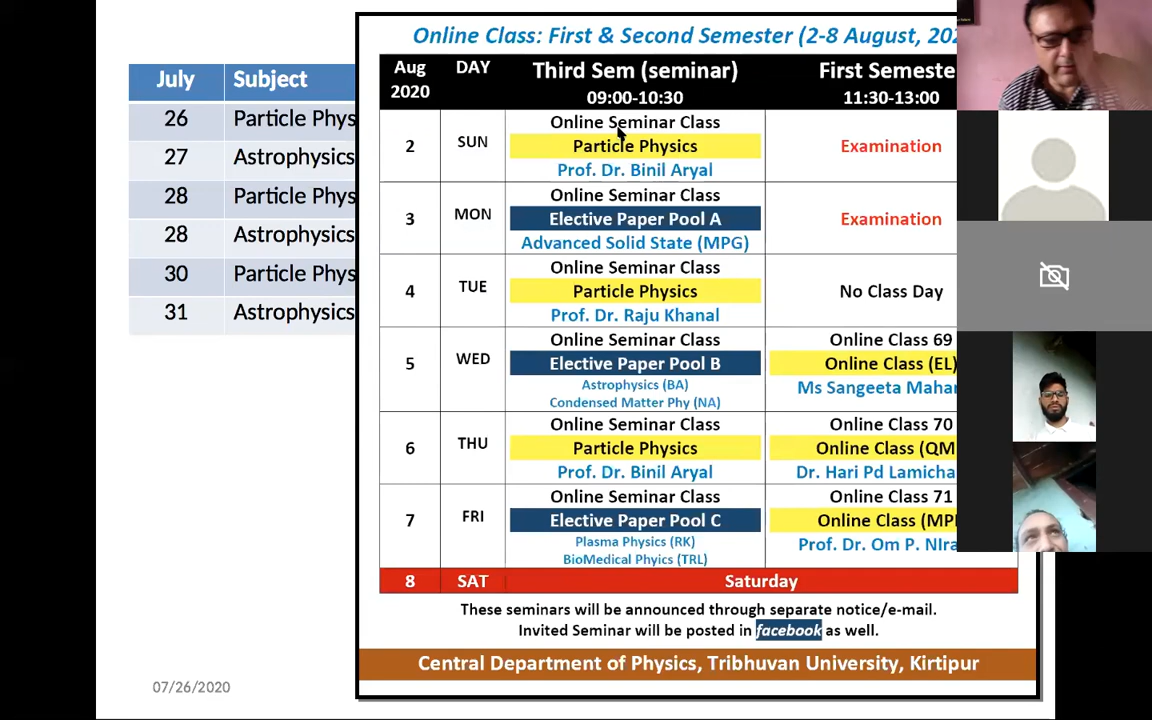 July Subject
26 Particle Phys
27 Astrophysics
28 Particle Phys
28 Astrophysics
30 Particle Phys
31 Astrophysics
07/26/2020
Online Class: First & Second Semester (2-8 August, 202
Aug 2020 DAY Third Sem (seminar) 09:00-10:30 First Semeste 11:30-13:00
2 SUN
Online Seminar Class
Particle Physics
Prof. Dr. Binil Aryal
Examination
3 MON
Online Seminar Class
Elective Paper Pool A
Advanced Solid State (MPG)
Examination
4 TUE
Online Seminar Class
Particle Physics
Prof. Dr. Raju Khanal
No Class Day
5 WED
Online Seminar Class
Elective Paper Pool B
Astrophysics (BA)
Condensed Matter Phy (NA)
Online Class 69
Online Class (EL)
Ms Sangeeta Mahar
6 THU
Online Seminar Class
Particle Physics
Prof. Dr. Binil Aryal
Online Class 70
Online Class (QM
Dr. Hari Pd Lamicha
7 FRI
Online Seminar Class
Elective Paper Pool C
Plasma Physics (RK)
BioMedical Phyics (TRL)
Online Class 71
Online Class (MP
Prof. Dr. Om P. NIra
8 SAT Saturday
These seminars will be announced through separate notice/e-mail.
Invited Seminar will be posted in facebook as well.
Central Department of Physics, Tribhuvan University, Kirtipur